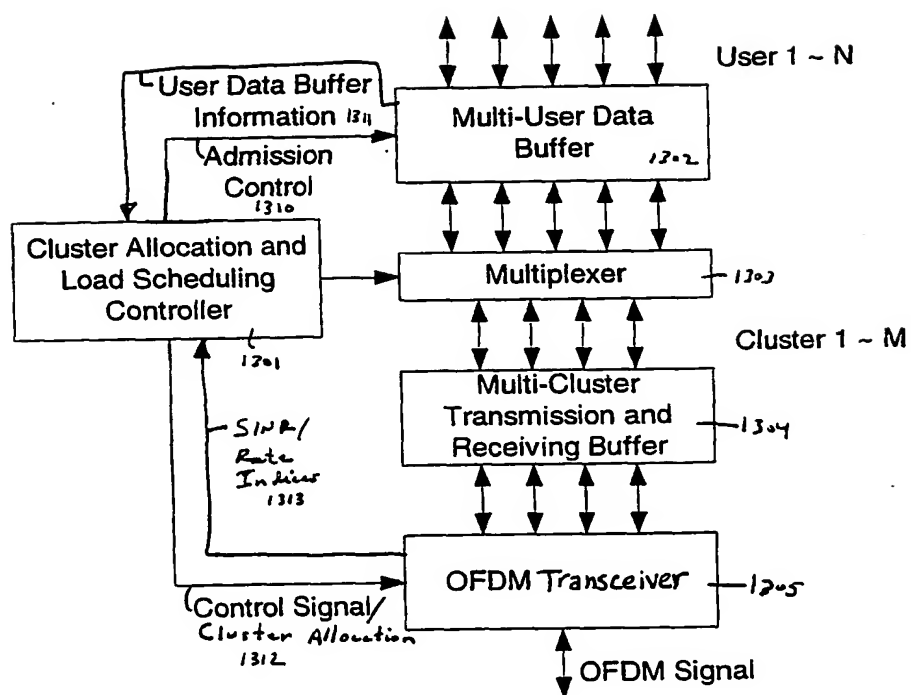 User 1 ~ N
User Data Buffer
Information 1311
Admission
Control
1310
Multi-User Data
Buffer
1302
Cluster Allocation and
Load Scheduling
Controller
1301
Multiplexer
1303
Cluster 1 ~ M
Multi-Cluster
Transmission and
Receiving Buffer
1304
SINR/
Rate
Indices
1313
OFDM Transceiver
1305
Control Signal/
Cluster Allocation
1312
OFDM Signal